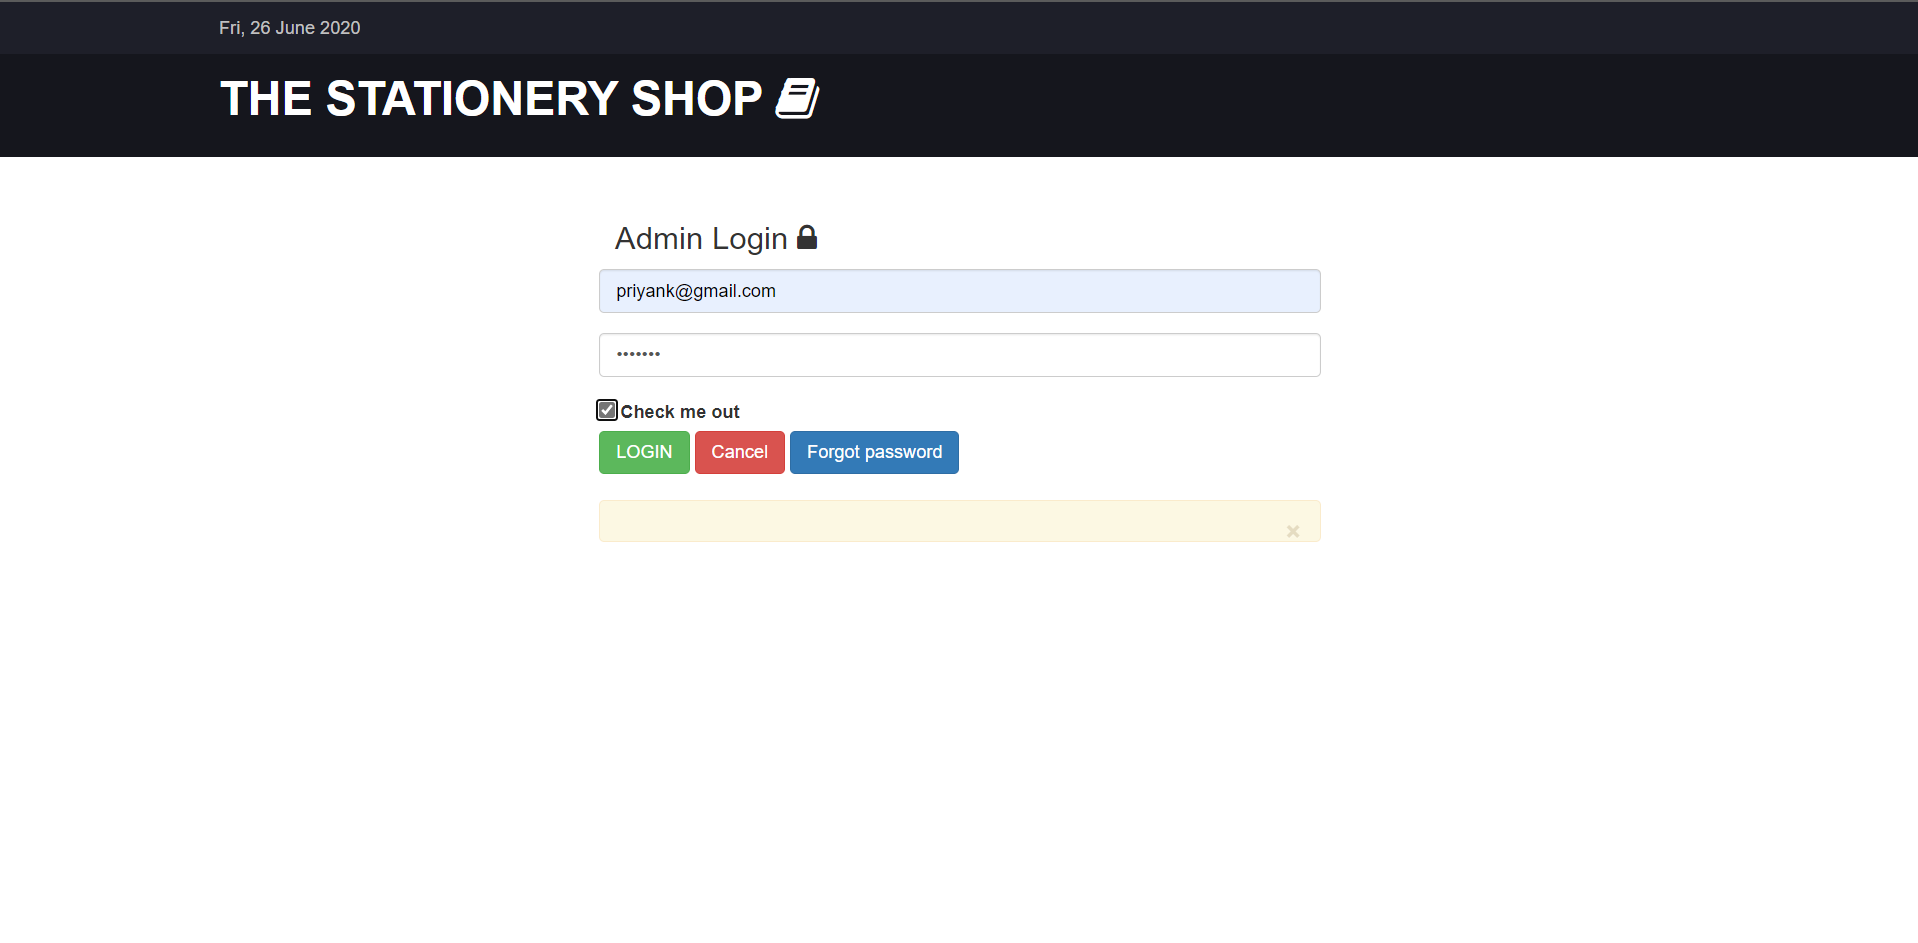 Fri, 26 June 2020
THE STATIONERY SHOP
Admin Login
priyank@gmail.com
•••••••
Check me out
LOGIN Cancel Forgot password
×